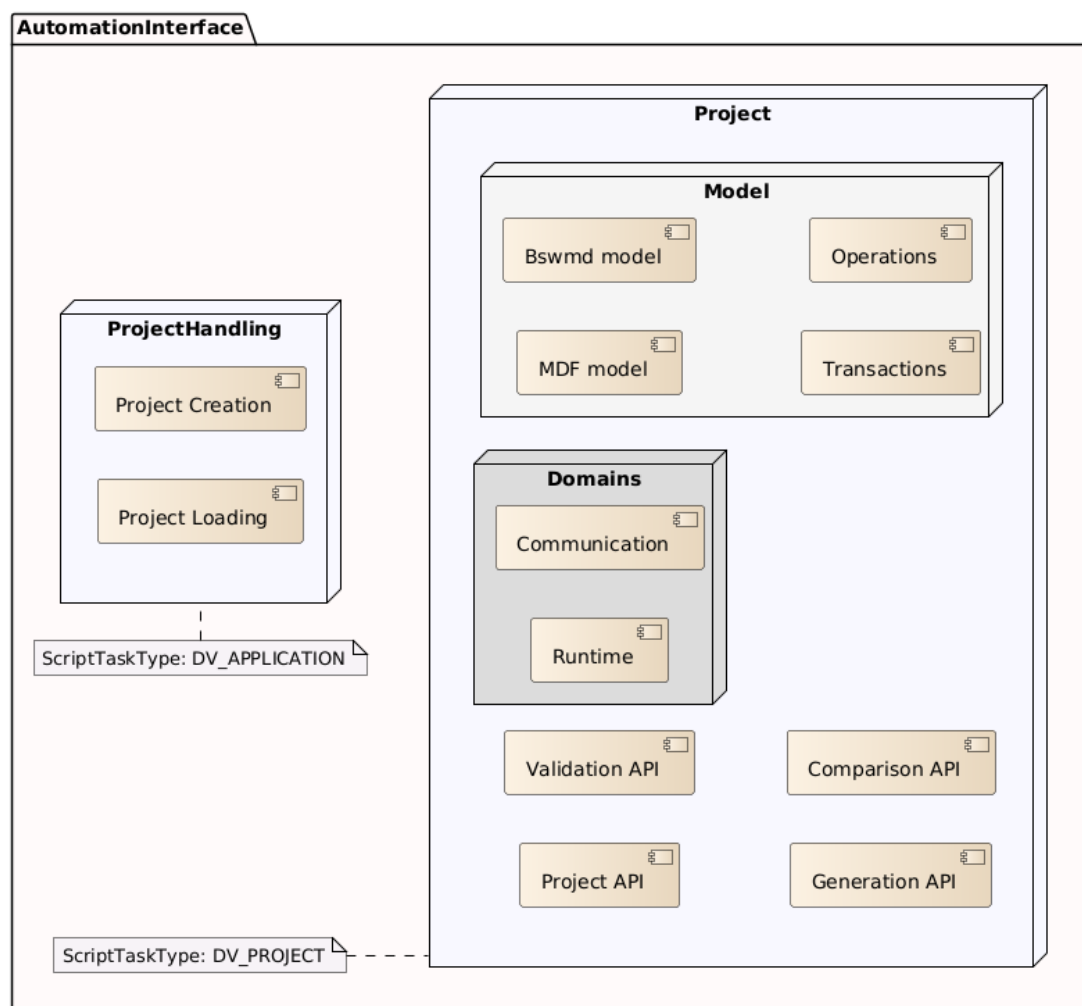 AutomationInterface
Project
Model
Bswmd model
Operations
MDF model
Transactions
ProjectHandling
Project Creation
Project Loading
ScriptTaskType: DV_APPLICATION
Domains
Communication
Runtime
Validation API
Comparison API
Project API
Generation API
ScriptTaskType: DV_PROJECT